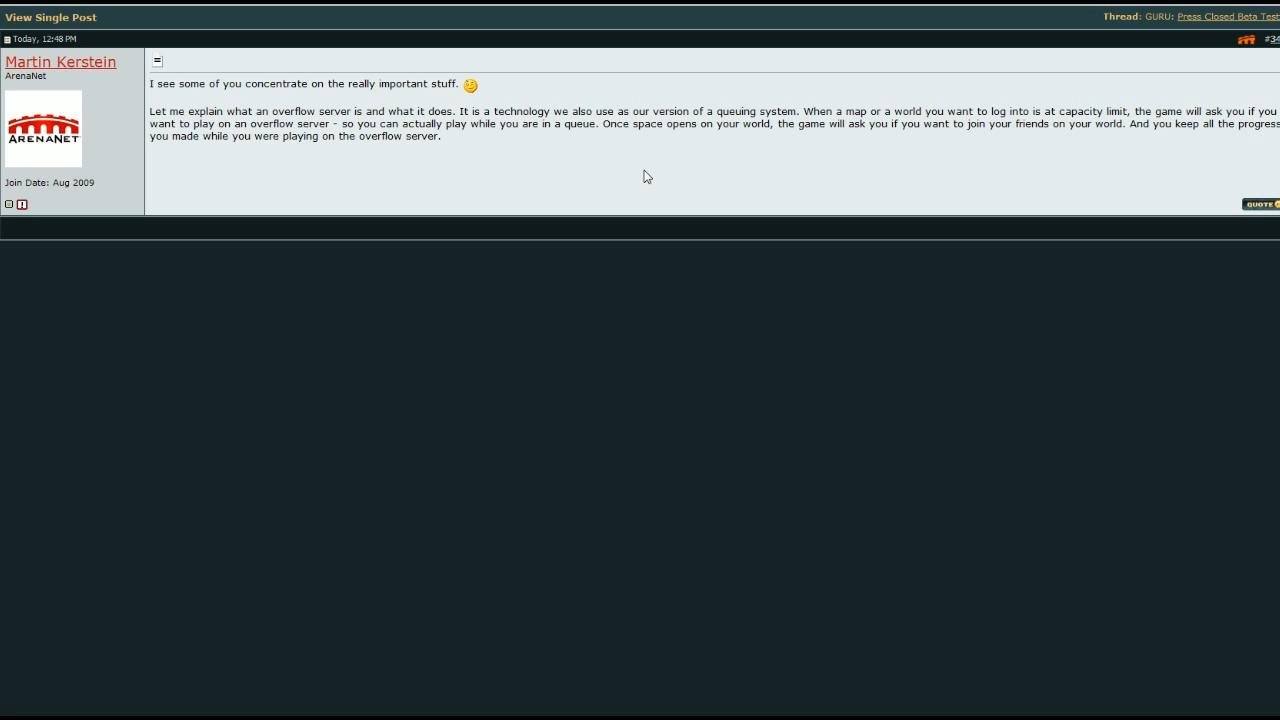 View Single Post
Thread: GURU: Press Closed Beta Test
Today, 12:48 PM
Martin Kerstein
ArenaNet
ARENANET
Join Date: Aug 2009
I see some of you concentrate on the really important stuff.
Let me explain what an overflow server is and what it does. It is a technology we also use as our version of a queuing system. When a map or a world you want to log into is at capacity limit, the game will ask you if you
want to play on an overflow server - so you can actually play while you are in a queue. Once space opens on your world, the game will ask you if you want to join your friends on your world. And you keep all the progress
you made while you were playing on the overflow server.
QUOTE